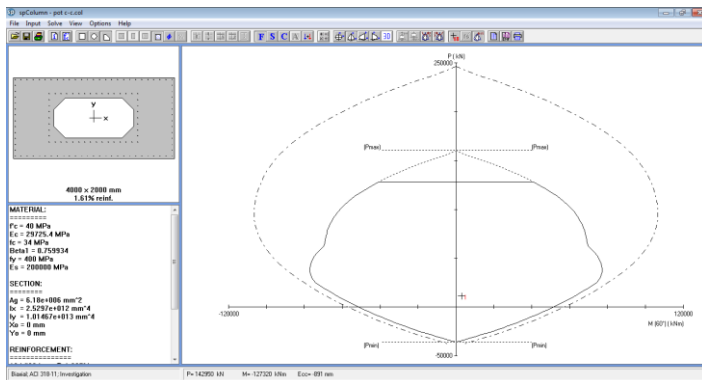 spColumn - pot c-c.col
File Input Solve View Options Help
F S C A
3D
y
x
4000 x 2000 mm
1.61% reinf.
MATERIAL:
=========
f'c = 40 MPa
Ec = 29725.4 MPa
fc = 34 MPa
Beta1 = 0.759934
fy = 400 MPa
Es = 200000 MPa
SECTION:
========
Ag = 6.18e+006 mm^2
Ix = 2.5297e+012 mm^4
Iy = 1.01467e+013 mm^4
Xo = 0 mm
Yo = 0 mm
REINFORCEMENT:
==============
P ( kN)
250000
(Pmax)
(Pmax)
1
-120000
120000
M (60°) ( kNm)
(Pmin)
(Pmin)
-50000
Biaxial; ACI 318-11; Investigation
P= 142950 kN M= -127320 kNm Ecc= -891 mm